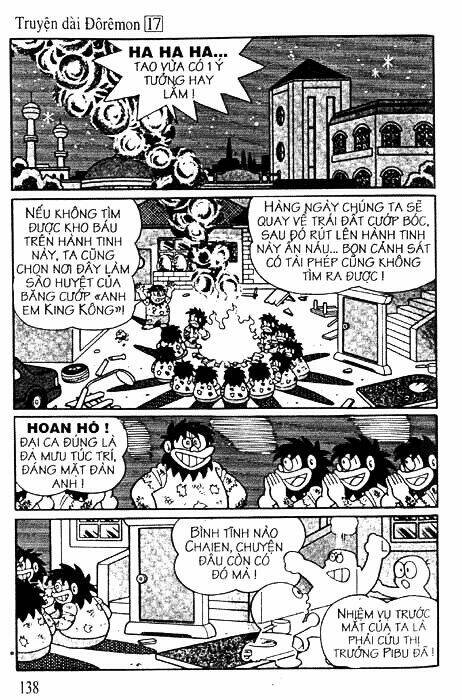 Truyện dài Đôrêmon 17
HA HA HA...
TAO VỪA CÓ 1 Ý
TƯỞNG HAY
LẮM !
NẾU KHÔNG TÌM
ĐƯỢC KHO BÁU
TRÊN HÀNH TINH
NÀY, TA CŨNG
CHỌN NƠI ĐÂY LÀM
SÀO HUYỆT CỦA
BĂNG CƯỚP «ANH
EM KING KÔNG»!
HÀNG NGÀY CHÚNG TA SẼ
QUAY VỀ TRÁI ĐẤT CƯỚP BÓC,
SAU ĐÓ RÚT LÊN HÀNH TINH
NÀY ẨN NÁU... BỌN CẢNH SÁT
CÓ TÀI PHÉP CŨNG KHÔNG
TÌM RA ĐƯỢC !
HOAN HÔ !
ĐẠI CA ĐÚNG LÀ
ĐA MƯU TÚC TRÍ,
ĐÁNG MẶT ĐÀN
ANH !
BÌNH TĨNH NÀO
CHAIEN, CHUYỆN
ĐÂU CÒN CÓ
ĐÓ MÀ !
NHIỆM VỤ TRƯỚC
MẮT CỦA TA LÀ
PHẢI CỨU THỊ
TRƯỞNG PIBU ĐÃ !
138